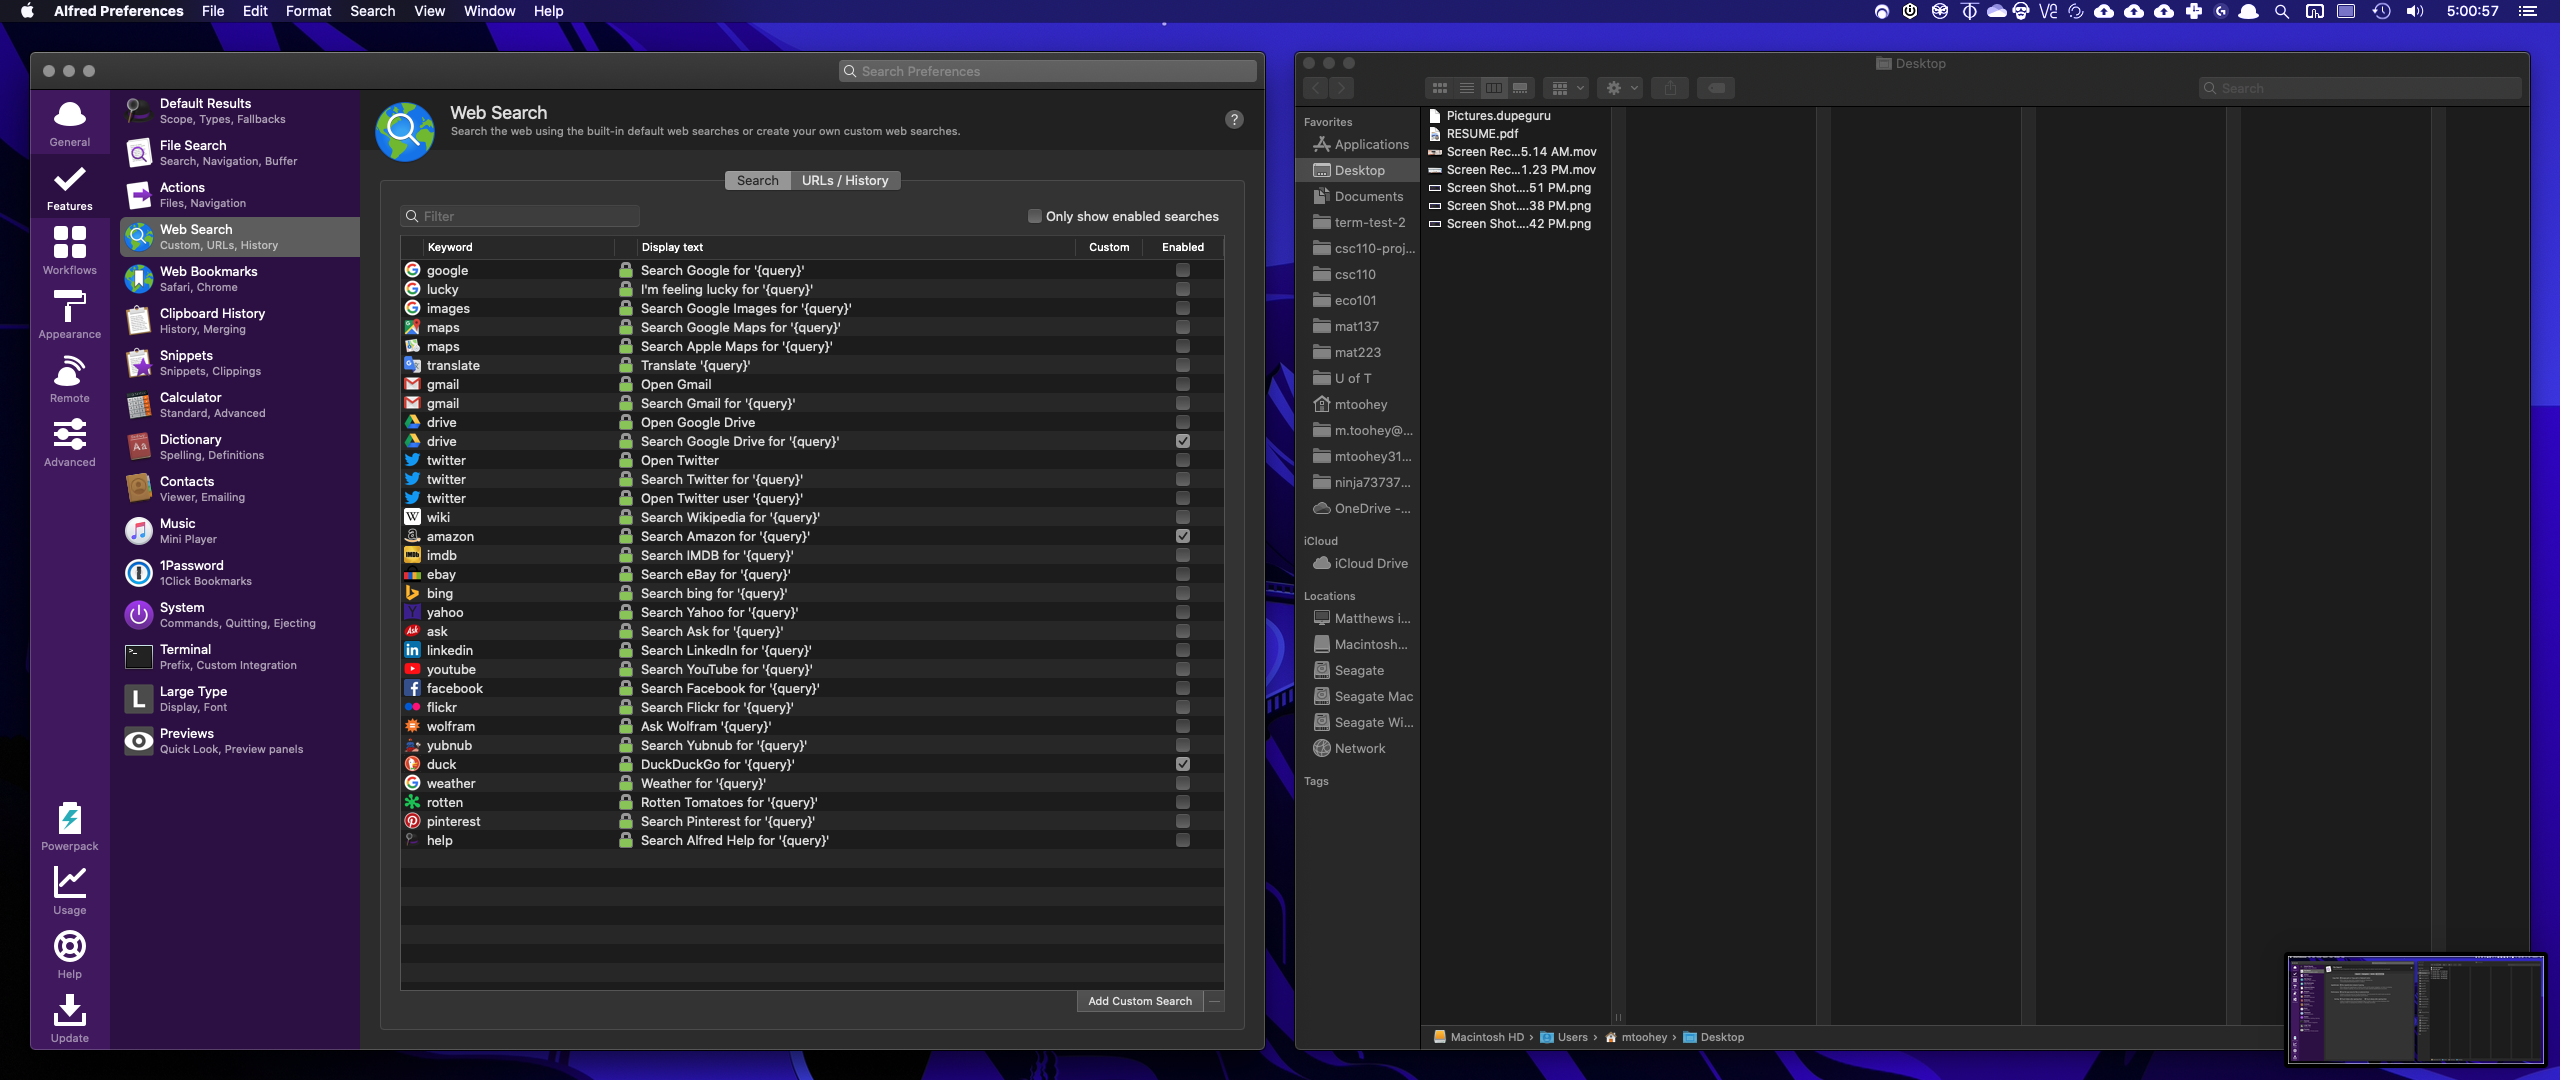 Alfred Preferences File Edit Format Search View Window Help
5:00:57
Search Preferences
General
Features
Workflows
Appearance
Remote
Advanced
Powerpack
Usage
Help
Update
Default Results
Scope, Types, Fallbacks
File Search
Search, Navigation, Buffer
Actions
Files, Navigation
Web Search
Custom, URLs, History
Web Bookmarks
Safari, Chrome
Clipboard History
History, Merging
Snippets
Snippets, Clippings
Calculator
Standard, Advanced
Dictionary
Spelling, Definitions
Contacts
Viewer, Emailing
Music
Mini Player
1Password
1Click Bookmarks
System
Commands, Quitting, Ejecting
Terminal
Prefix, Custom Integration
Large Type
Display, Font
Previews
Quick Look, Preview panels
Web Search
Search the web using the built-in default web searches or create your own custom web searches.
?
Search URLs / History
Filter
Only show enabled searches
Keyword Display text Custom Enabled
google Search Google for '{query}'
lucky I'm feeling lucky for '{query}'
images Search Google Images for '{query}'
maps Search Google Maps for '{query}'
maps Search Apple Maps for '{query}'
translate Translate '{query}'
gmail Open Gmail
gmail Search Gmail for '{query}'
drive Open Google Drive
drive Search Google Drive for '{query}'
twitter Open Twitter
twitter Search Twitter for '{query}'
twitter Open Twitter user '{query}'
wiki Search Wikipedia for '{query}'
amazon Search Amazon for '{query}'
imdb Search IMDB for '{query}'
ebay Search eBay for '{query}'
bing Search bing for '{query}'
yahoo Search Yahoo for '{query}'
ask Search Ask for '{query}'
linkedin Search LinkedIn for '{query}'
youtube Search YouTube for '{query}'
facebook Search Facebook for '{query}'
flickr Search Flickr for '{query}'
wolfram Ask Wolfram '{query}'
yubnub Search Yubnub for '{query}'
duck DuckDuckGo for '{query}'
weather Weather for '{query}'
rotten Rotten Tomatoes for '{query}'
pinterest Search Pinterest for '{query}'
help Search Alfred Help for '{query}'
Add Custom Search
Desktop
Search
Favorites
Applications
Desktop
Documents
term-test-2
csc110-proj...
csc110
eco101
mat137
mat223
U of T
mtoohey
m.toohey@...
mtoohey31...
ninja73737...
OneDrive -...
iCloud
iCloud Drive
Locations
Matthews i...
Macintosh...
Seagate
Seagate Mac
Seagate Wi...
Network
Tags
Pictures.dupeguru
RESUME.pdf
Screen Rec...5.14 AM.mov
Screen Rec...1.23 PM.mov
Screen Shot....51 PM.png
Screen Shot....38 PM.png
Screen Shot....42 PM.png
Macintosh HD › Users › mtoohey › Desktop